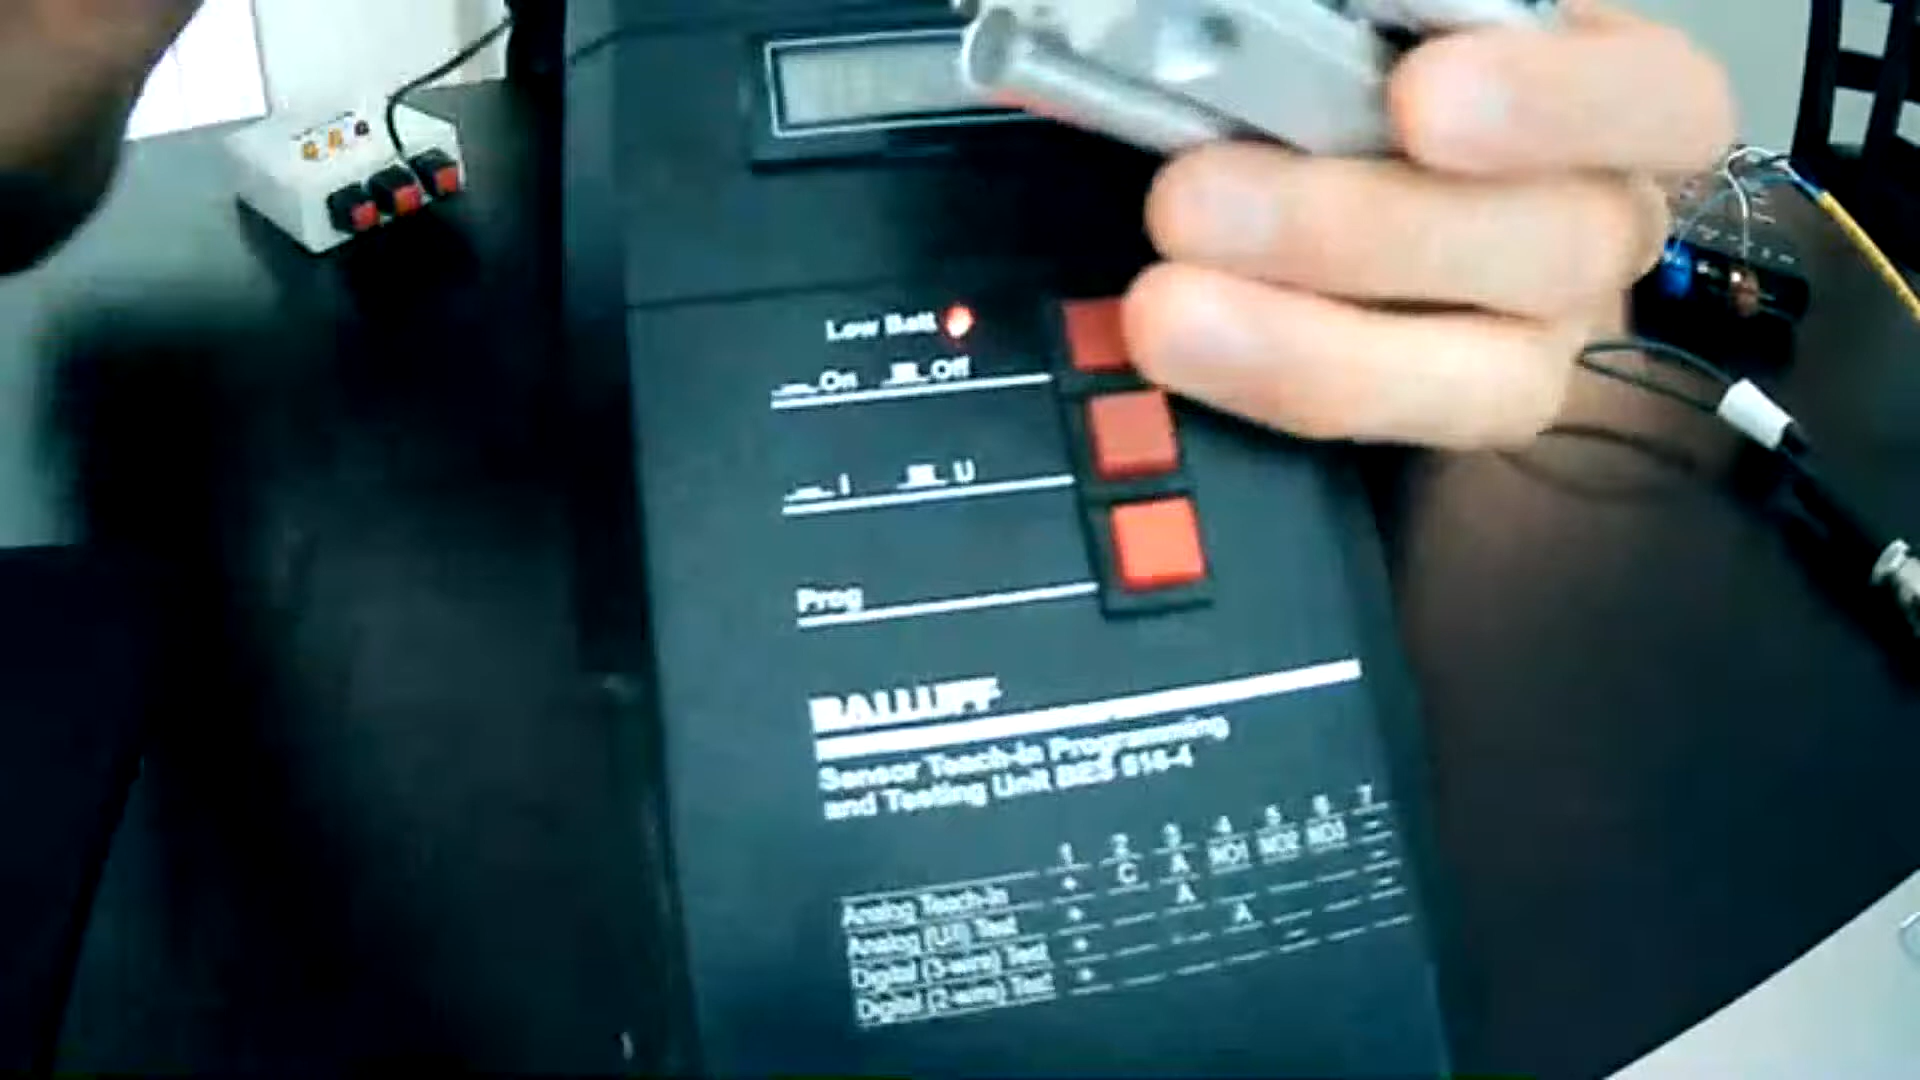 Low Batt
On Off
I U
Prog
BALLUFF
Sensor Teach-in Programming
and Testing Unit BES 516-4
1 2 3 4 5 6 7
Analog Teach-in + C A NO1 NO2 NO3 -
Analog (U/I) Test + A -
Digital (3-wire) Test + A -
Digital (2-wire) Test + -